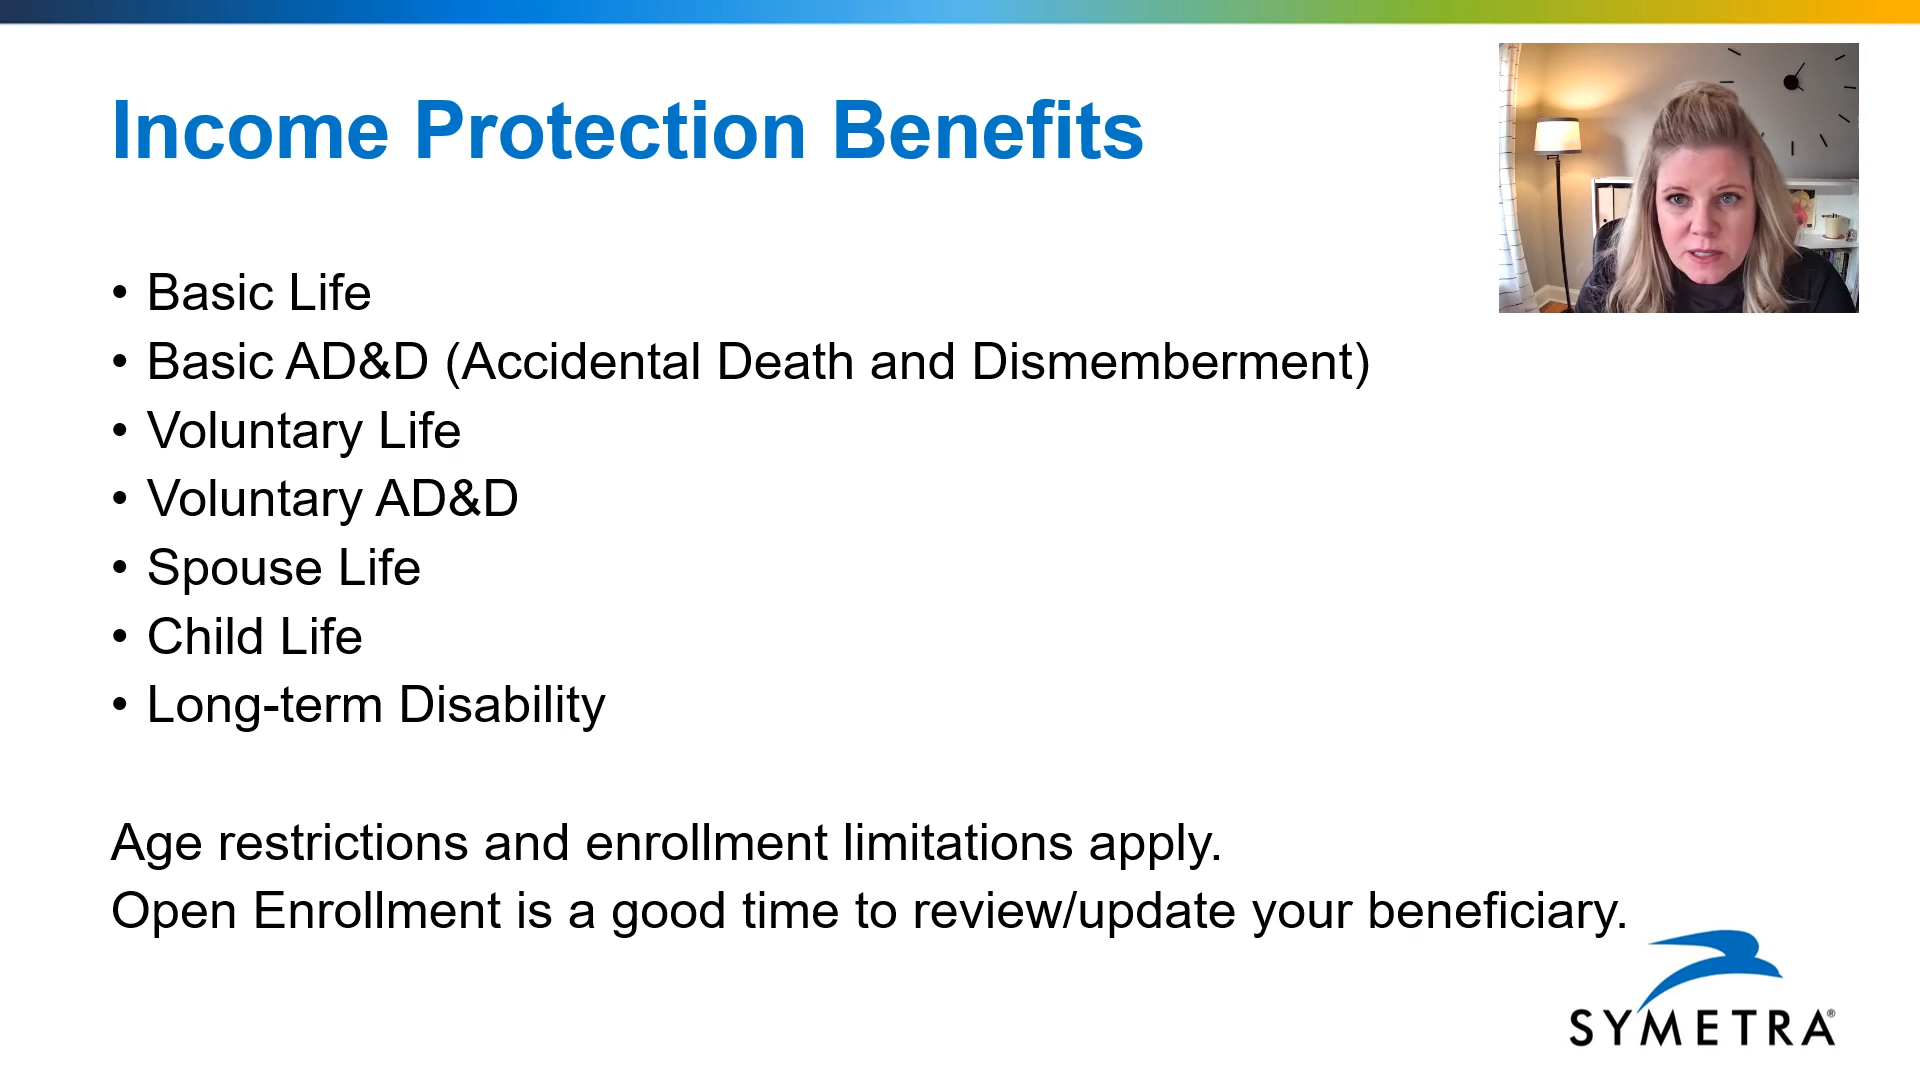 Income Protection Benefits
• Basic Life
• Basic AD&D (Accidental Death and Dismemberment)
• Voluntary Life
• Voluntary AD&D
• Spouse Life
• Child Life
• Long-term Disability
Age restrictions and enrollment limitations apply.
Open Enrollment is a good time to review/update your beneficiary.
SYMETRA®